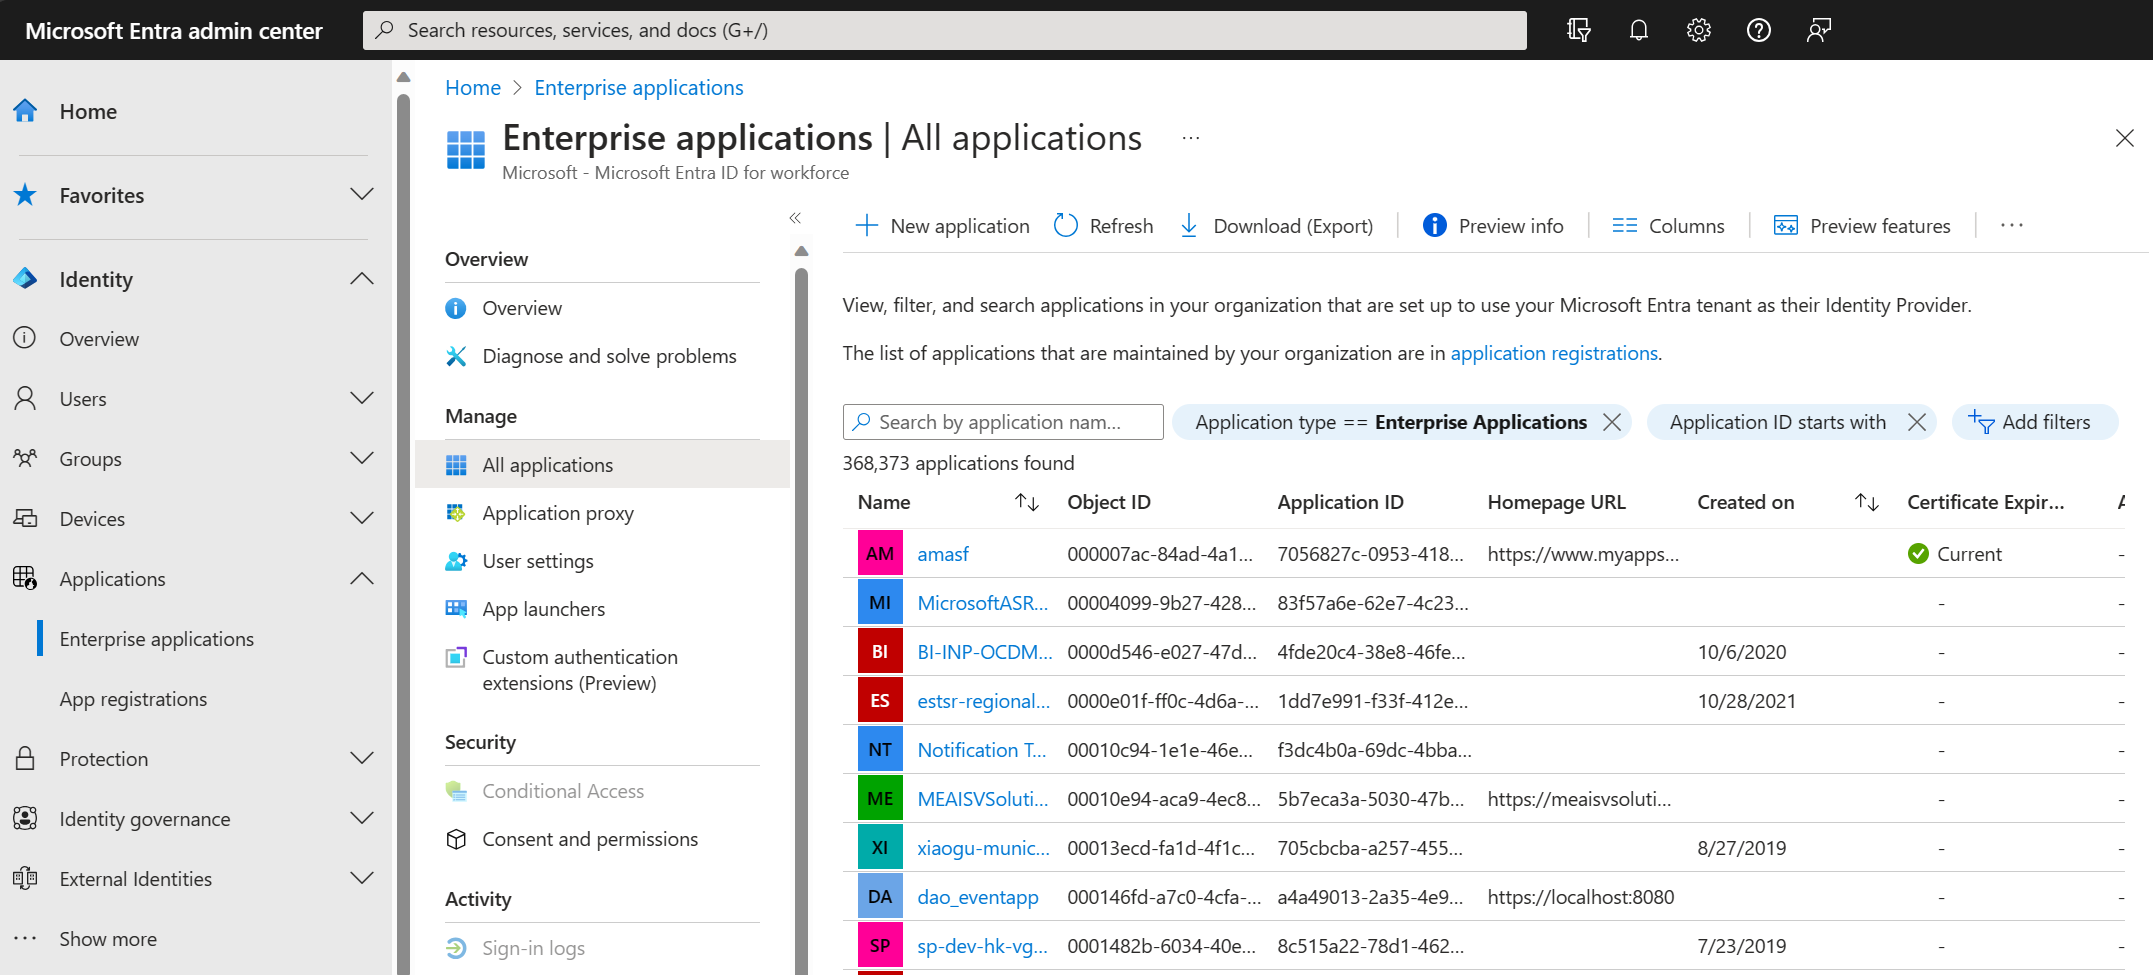 Microsoft Entra admin center
Search resources, services, and docs (G+/)
Home
Favorites
Identity
Overview
Users
Groups
Devices
Applications
Enterprise applications
App registrations
Protection
Identity governance
External Identities
Show more
Home > Enterprise applications
Enterprise applications | All applications ...
Microsoft - Microsoft Entra ID for workforce
Overview
Overview
Diagnose and solve problems
Manage
All applications
Application proxy
User settings
App launchers
Custom authentication
extensions (Preview)
Security
Conditional Access
Consent and permissions
Activity
Sign-in logs
New application Refresh Download (Export) Preview info Columns Preview features ...
View, filter, and search applications in your organization that are set up to use your Microsoft Entra tenant as their Identity Provider.
The list of applications that are maintained by your organization are in application registrations.
Search by application nam... Application type == Enterprise Applications Application ID starts with Add filters
368,373 applications found
Name Object ID Application ID Homepage URL Created on Certificate Expir...
AM amasf 000007ac-84ad-4a1... 7056827c-0953-418... https://www.myapps... Current -
MI MicrosoftASR... 00004099-9b27-428... 83f57a6e-62e7-4c23... - -
BI BI-INP-OCDM... 0000d546-e027-47d... 4fde20c4-38e8-46fe... 10/6/2020 - -
ES estsr-regional... 0000e01f-ff0c-4d6a-... 1dd7e991-f33f-412e... 10/28/2021 - -
NT Notification T... 00010c94-1e1e-46e... f3dc4b0a-69dc-4bba... - -
ME MEAISVSoluti... 00010e94-aca9-4ec8... 5b7eca3a-5030-47b... https://meaisvsoluti... - -
XI xiaogu-munic... 00013ecd-fa1d-4f1c... 705cbcba-a257-455... 8/27/2019 - -
DA dao_eventapp 000146fd-a7c0-4cfa-... a4a49013-2a35-4e9... https://localhost:8080 - -
SP sp-dev-hk-vg... 0001482b-6034-40e... 8c515a22-78d1-462... 7/23/2019 - -